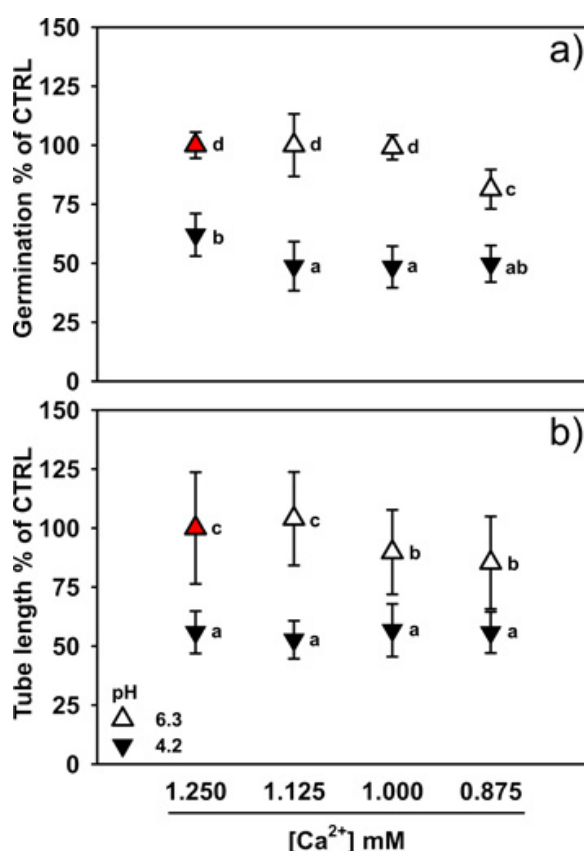 a)
Germination % of CTRL
150
125
100
75
50
25
0
d
d
d
c
b
a
a
ab
b)
Tube length % of CTRL
150
125
100
75
50
25
0
c
c
b
b
a
a
a
a
pH
6.3
4.2
1.250 1.125 1.000 0.875
[Ca²⁺] mM